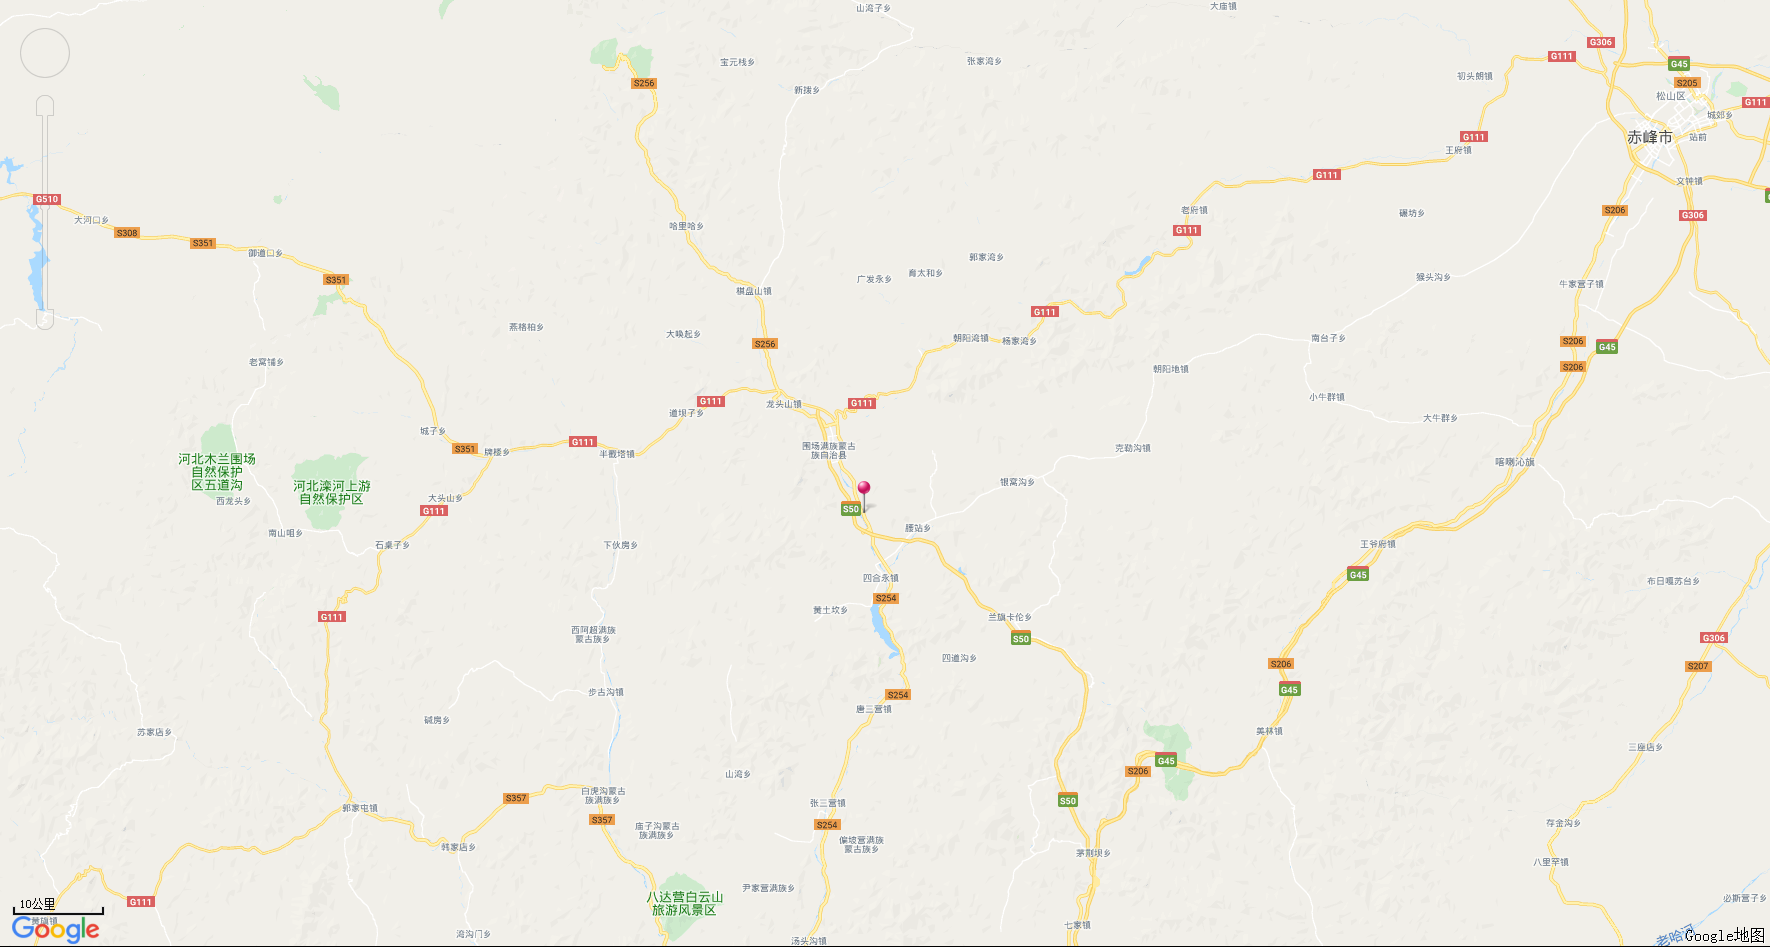 山湾子乡
大庙镇
G306
G111
G45
宝元栈乡
张家湾乡
初头朗镇
S256
S205
新拨乡
松山区
G111
城郊乡
赤峰市
站前
G111
王府镇
G111
文钟镇
G510
老府镇
碾坊乡
S206
G306
大河口乡
S308
S351
哈里哈乡
G111
御道口乡
郭家湾乡
S351
广发永乡
育太和乡
猴头沟乡
牛家营子镇
棋盘山镇
G111
燕格柏乡
大唤起乡
S256
朝阳湾镇
杨家湾乡
南台子乡
S206
G45
老窝铺乡
朝阳地镇
S206
G111
龙头山镇
G111
小牛群镇
道坝子乡
大牛群乡
城子乡
G111
S351
牌楼乡
半截塔镇
围场满族蒙古
族自治县
克勒沟镇
河北木兰围场
自然保护
区五道沟
喀喇沁旗
河北滦河上游
自然保护区
银窝沟乡
西龙头乡
大头山乡
G111
S50
南山咀乡
腰站乡
石桌子乡
下伙房乡
王爷府镇
G45
四合永镇
布日嘎苏台乡
S254
G111
黄土坎乡
兰旗卡伦乡
西阿超满族
蒙古族乡
S50
G306
四道沟乡
S206
S207
步古沟镇
S254
G45
唐三营镇
碱房乡
苏家店乡
美林镇
三座店乡
山湾乡
S206
G45
白虎沟蒙古
族满族乡
S357
张三营镇
S50
郭家屯镇
S357
庙子沟蒙古
族满族乡
S254
存金沟乡
韩家店乡
偏坡营满族
蒙古族乡
茅荆坝乡
八里罕镇
尹家营满族乡
八达营白云山
旅游风景区
G111
必斯营子乡
10公里
黄旗镇
Google
湾沟门乡
汤头沟镇
七家镇
老哈河
Google地图